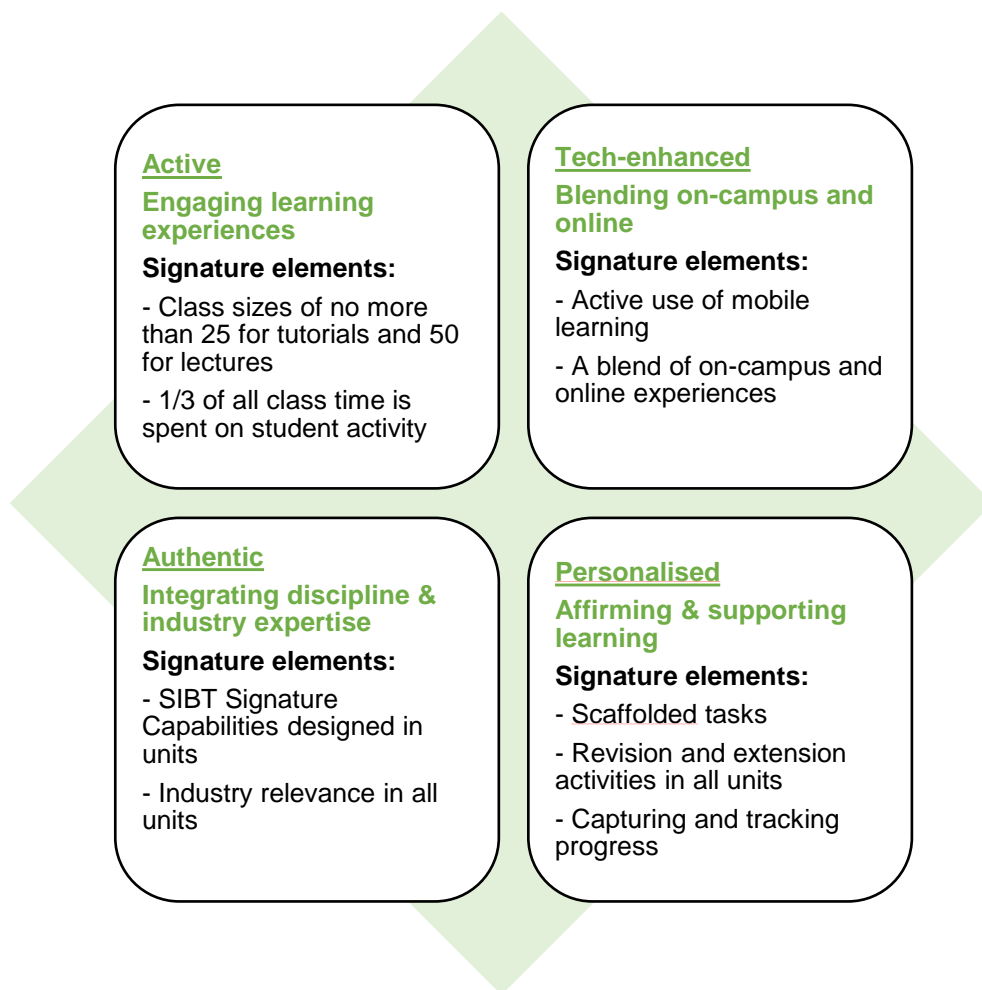 Active
Engaging learning
experiences
Signature elements:
- Class sizes of no more
than 25 for tutorials and 50
for lectures
- 1/3 of all class time is
spent on student activity
Tech-enhanced
Blending on-campus and
online
Signature elements:
- Active use of mobile
learning
- A blend of on-campus and
online experiences
Authentic
Integrating discipline &
industry expertise
Signature elements:
- SIBT Signature
Capabilities designed in
units
- Industry relevance in all
units
Personalised
Affirming & supporting
learning
Signature elements:
- Scaffolded tasks
- Revision and extension
activities in all units
- Capturing and tracking
progress